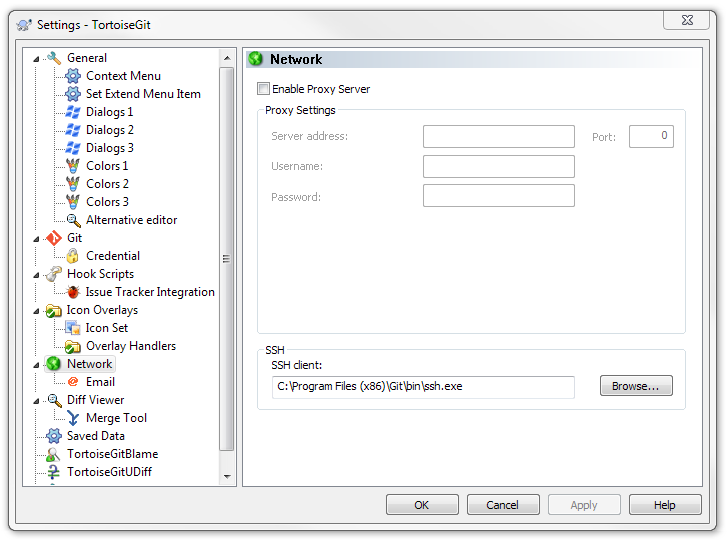 Settings - TortoiseGit
General
Context Menu
Set Extend Menu Item
Dialogs 1
Dialogs 2
Dialogs 3
Colors 1
Colors 2
Colors 3
Alternative editor
Git
Credential
Hook Scripts
Issue Tracker Integration
Icon Overlays
Icon Set
Overlay Handlers
Network
Email
Diff Viewer
Merge Tool
Saved Data
TortoiseGitBlame
TortoiseGitUDiff
Network
Enable Proxy Server
Proxy Settings
Server address: Port: 0
Username:
Password:
SSH
SSH client:
C:\Program Files (x86)\Git\bin\ssh.exe Browse...
OK Cancel Apply Help